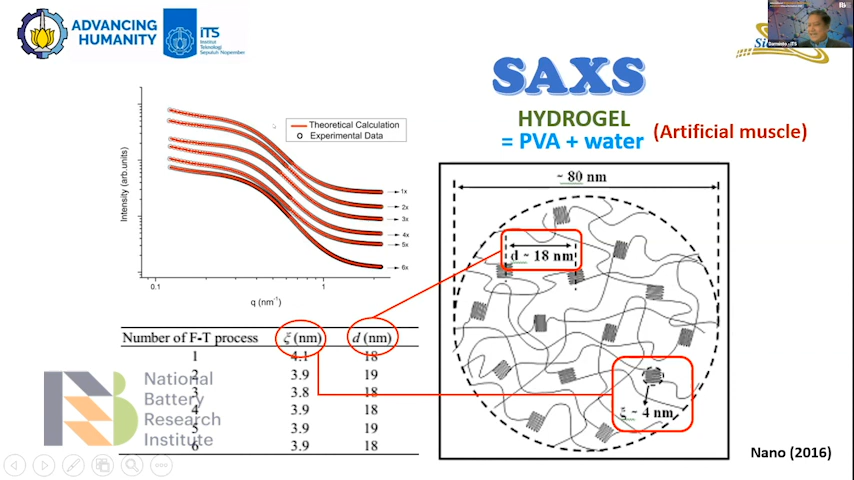 ADVANCING
HUMANITY
ITS
Institut
Teknologi
Sepuluh Nopember
SAXS
HYDROGEL
= PVA + water
(Artificial muscle)
Intensity (arb.units)
Theoretical Calculation
Experimental Data
1x
2x
3x
4x
5x
6x
0.1
1
q (nm⁻¹)
~ 80 nm
d ~ 18 nm
ξ ~ 4 nm
Number of F-T process ξ (nm) d (nm)
1 4.1 18
2 3.9 19
3 3.8 18
4 3.9 18
5 3.9 19
6 3.9 18
National
Battery
Research
Institute
Nano (2016)